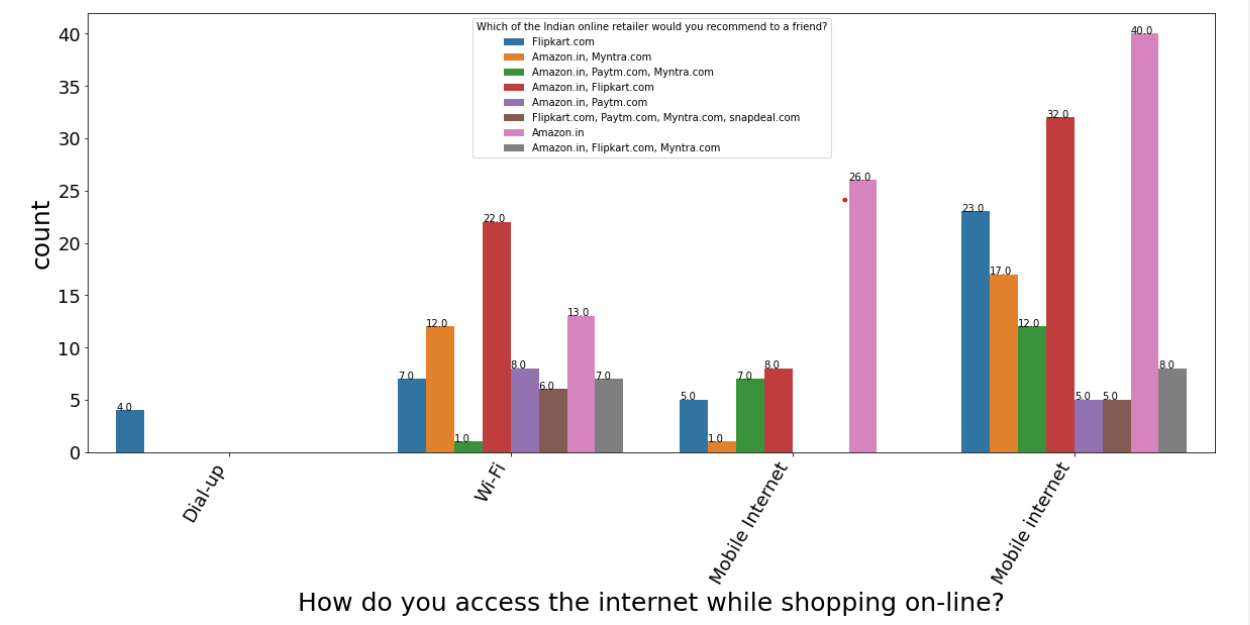 Which of the Indian online retailer would you recommend to a friend?
Flipkart.com
Amazon.in, Myntra.com
Amazon.in, Paytm.com, Myntra.com
Amazon.in, Flipkart.com
Amazon.in, Paytm.com
Flipkart.com, Paytm.com, Myntra.com, snapdeal.com
Amazon.in
Amazon.in, Flipkart.com, Myntra.com
count
40
35
30
25
20
15
10
5
0
4.0
7.0
12.0
1.0
22.0
8.0
6.0
13.0
7.0
5.0
1.0
7.0
8.0
26.0
23.0
17.0
12.0
32.0
5.0
5.0
40.0
8.0
Dial-up
Wi-Fi
Mobile Internet
Mobile internet
How do you access the internet while shopping on-line?